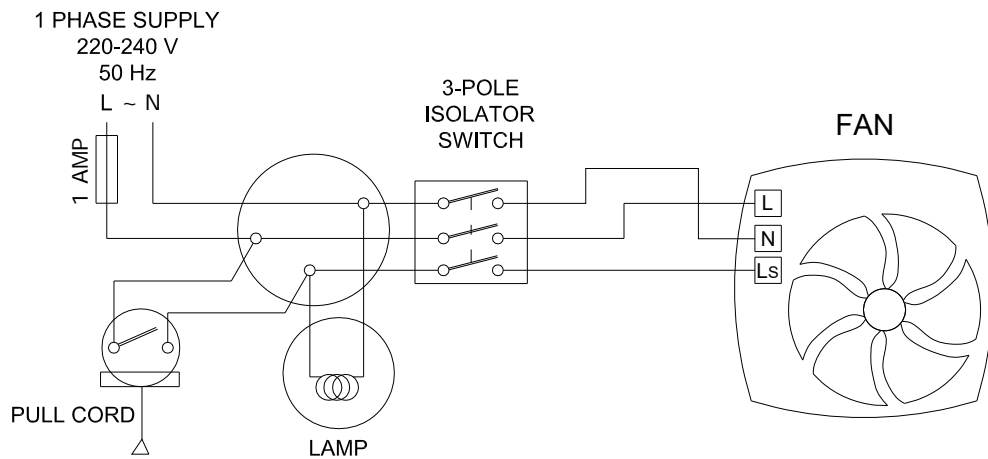 1 PHASE SUPPLY
220-240 V
50 Hz
L ~ N
1 AMP
3-POLE
ISOLATOR
SWITCH
FAN
L
N
Ls
PULL CORD
LAMP